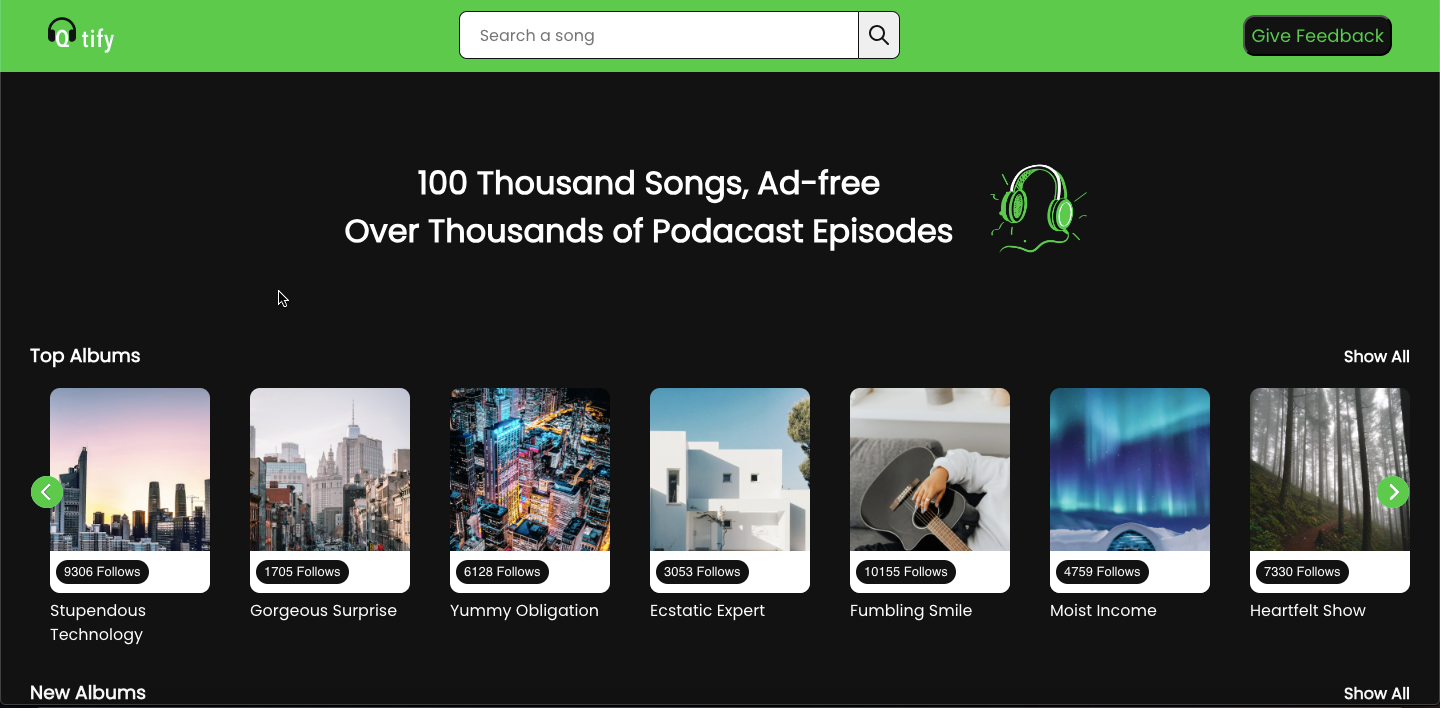 Qtify
Search a song
Give Feedback
100 Thousand Songs, Ad-free
Over Thousands of Podacast Episodes
Top Albums
Show All
9306 Follows
1705 Follows
6128 Follows
3053 Follows
10155 Follows
4759 Follows
7330 Follows
Stupendous
Technology
Gorgeous Surprise
Yummy Obligation
Ecstatic Expert
Fumbling Smile
Moist Income
Heartfelt Show
New Albums
Show All